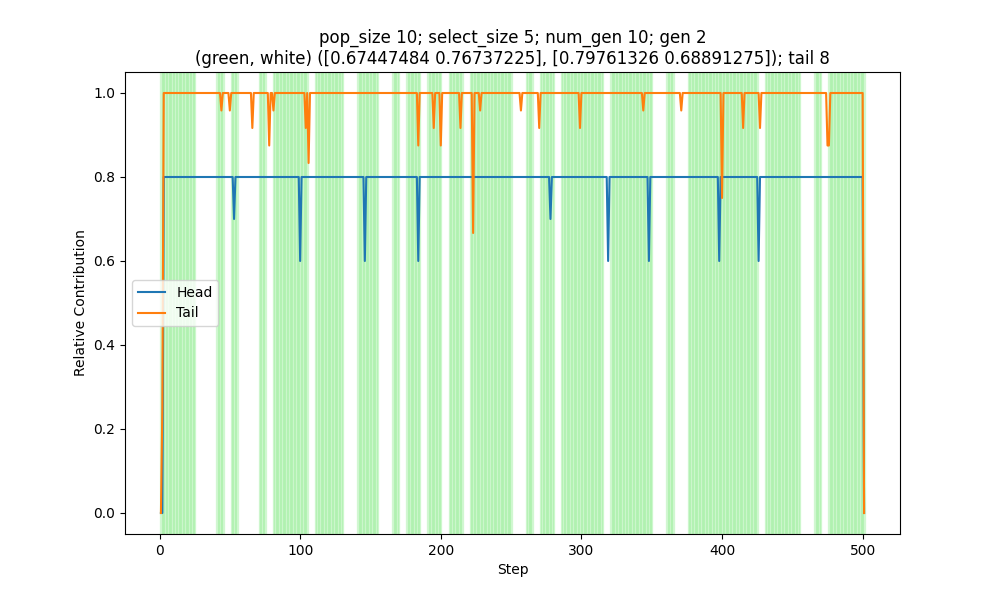 pop_size 10; select_size 5; num_gen 10; gen 2
(green, white) ([0.67447484 0.76737225], [0.79761326 0.68891275]); tail 8
1.0
0.8
0.6
0.4
0.2
0.0
Relative Contribution
Head
Tail
0 100 200 300 400 500
Step